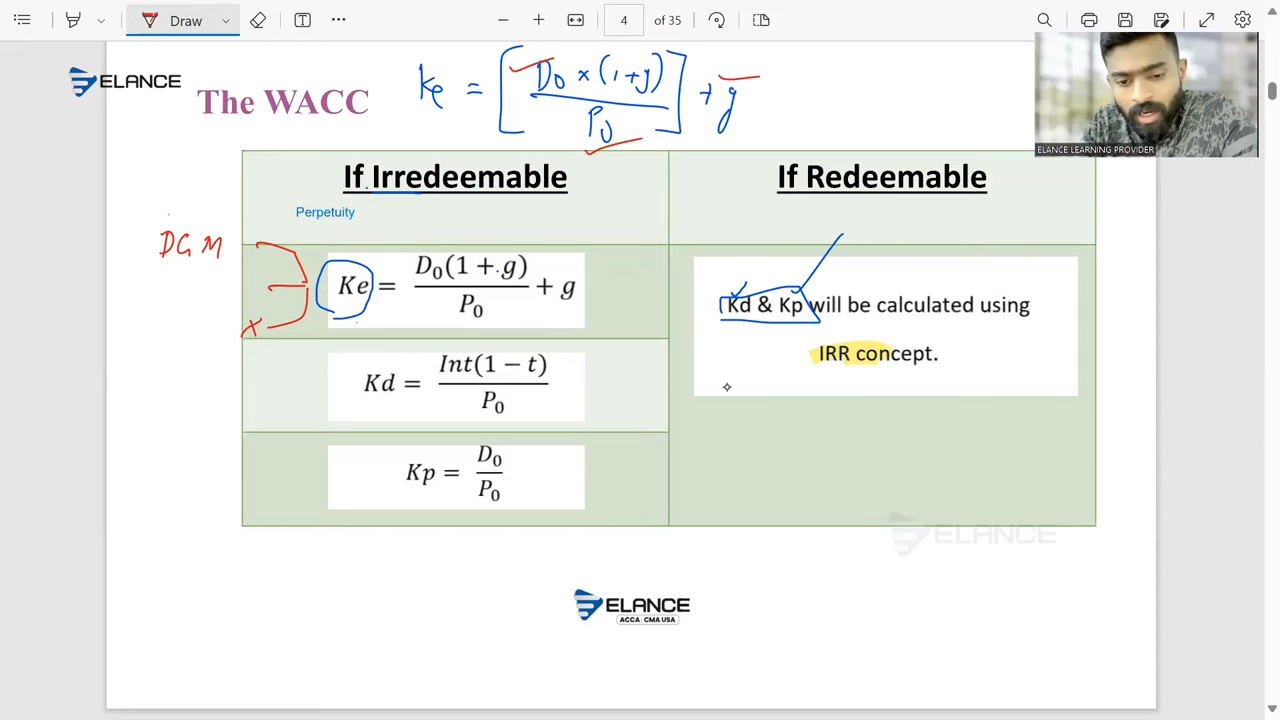 Draw
4
of 35
ELANCE
The WACC
Ke = [ D₀ × (1+g) / P₀ ] + g
ELANCE LEARNING PROVIDER
If Irredeemable
Perpetuity
If Redeemable
DGM
Ke = D₀(1 + g) / P₀ + g
Kd & Kp will be calculated using
IRR concept.
Kd = Int(1 − t) / P₀
Kp = D₀ / P₀
ELANCE
ELANCE
ACCA | CMA USA